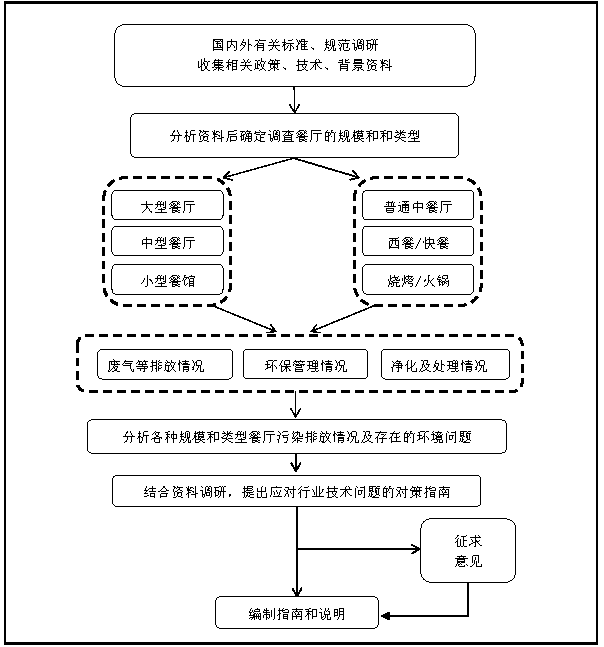 国内外有关标准、规范调研
收集相关政策、技术、背景资料
分析资料后确定调查餐厅的规模和和类型
大型餐厅
中型餐厅
小型餐馆
普通中餐厅
西餐/快餐
烧烤/火锅
废气等排放情况
环保管理情况
净化及处理情况
分析各种规模和类型餐厅污染排放情况及存在的环境问题
结合资料调研，提出应对行业技术问题的对策指南
征求
意见
编制指南和说明